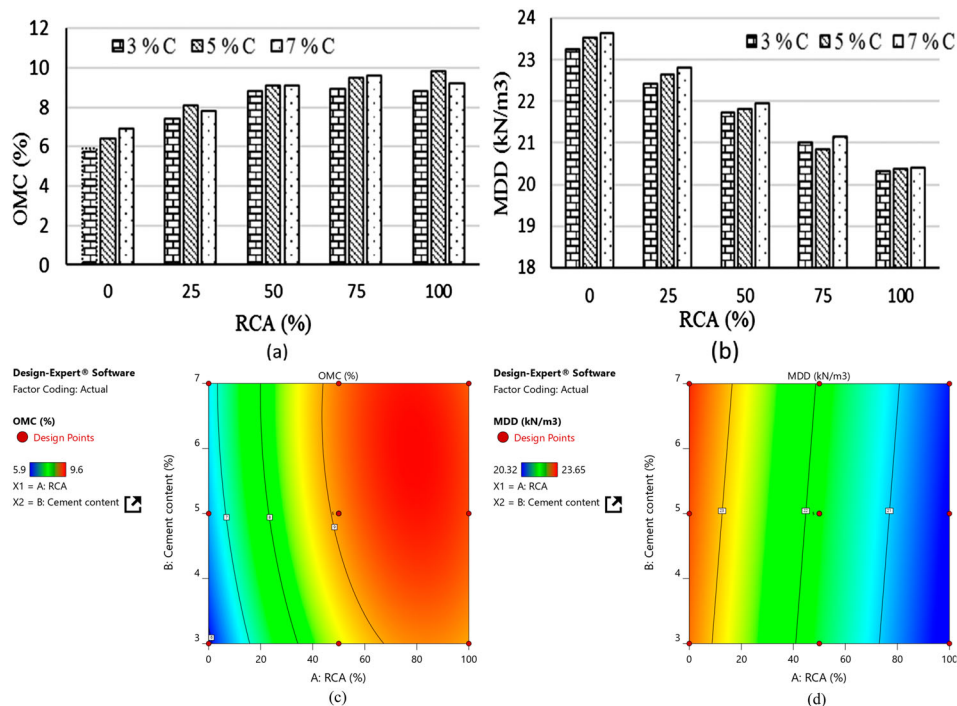 12
10
8
6
4
2
0
OMC (%)
3 % C 5 % C 7 % C
0 25 50 75 100
RCA (%)
(a)
24
23
22
21
20
19
18
MDD (kN/m3)
3 % C 5 % C 7 % C
0 25 50 75 100
RCA (%)
(b)
Design-Expert® Software
Factor Coding: Actual
OMC (%)
Design Points
5.9 9.6
X1 = A: RCA
X2 = B: Cement content
OMC (%)
B: Cement content (%)
7
6
5
4
3
0 20 40 60 80 100
A: RCA (%)
(c)
Design-Expert® Software
Factor Coding: Actual
MDD (kN/m3)
Design Points
20.32 23.65
X1 = A: RCA
X2 = B: Cement content
MDD (kN/m3)
B: Cement content (%)
7
6
5
4
3
0 20 40 60 80 100
A: RCA (%)
(d)